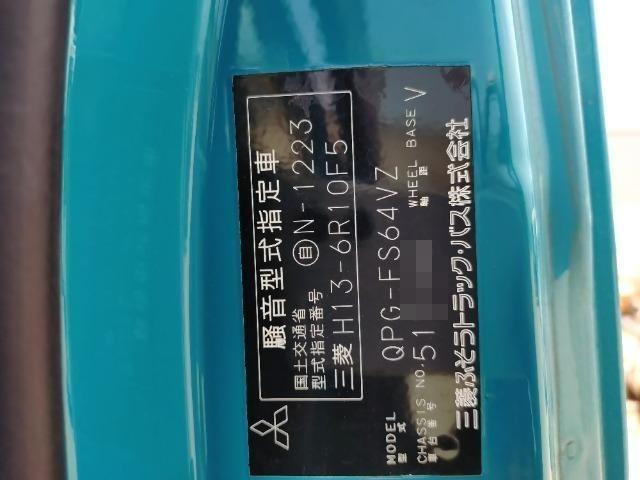 騒音型式指定車
国土交通省
型式指定番号 自N-1223
三菱 H13-6R10F5
MODEL
型式 QPG-FS64VZ
CHASSIS NO.
車台番号 51
WHEEL BASE
軸距 V
三菱ふそうトラック・バス株式会社